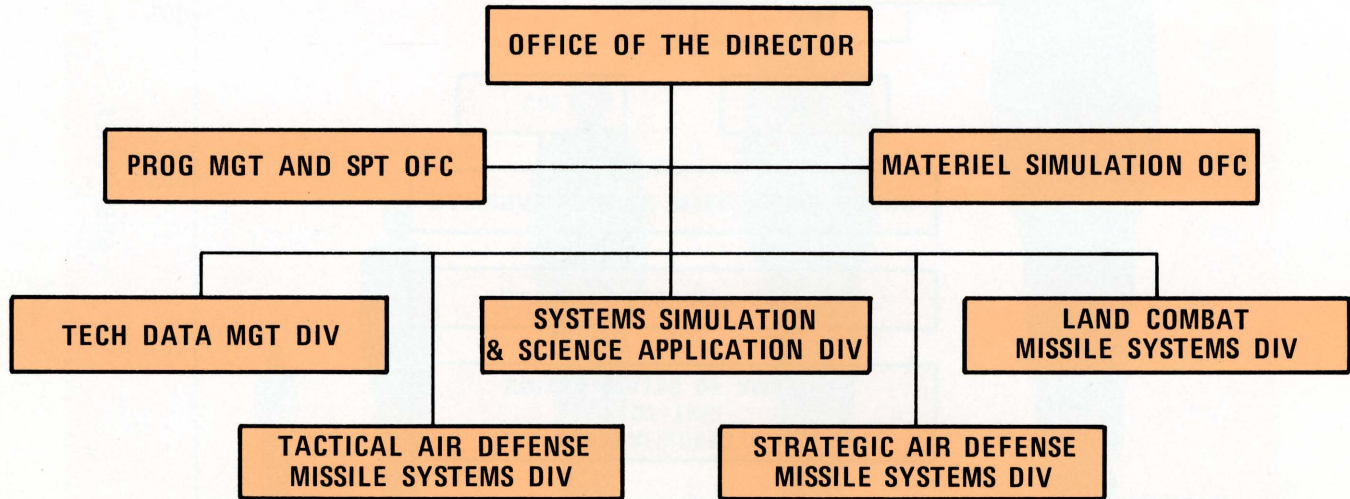 OFFICE OF THE DIRECTOR
PROG MGT AND SPT OFC
MATERIEL SIMULATION OFC
TECH DATA MGT DIV
SYSTEMS SIMULATION
& SCIENCE APPLICATION DIV
LAND COMBAT
MISSILE SYSTEMS DIV
TACTICAL AIR DEFENSE
MISSILE SYSTEMS DIV
STRATEGIC AIR DEFENSE
MISSILE SYSTEMS DIV